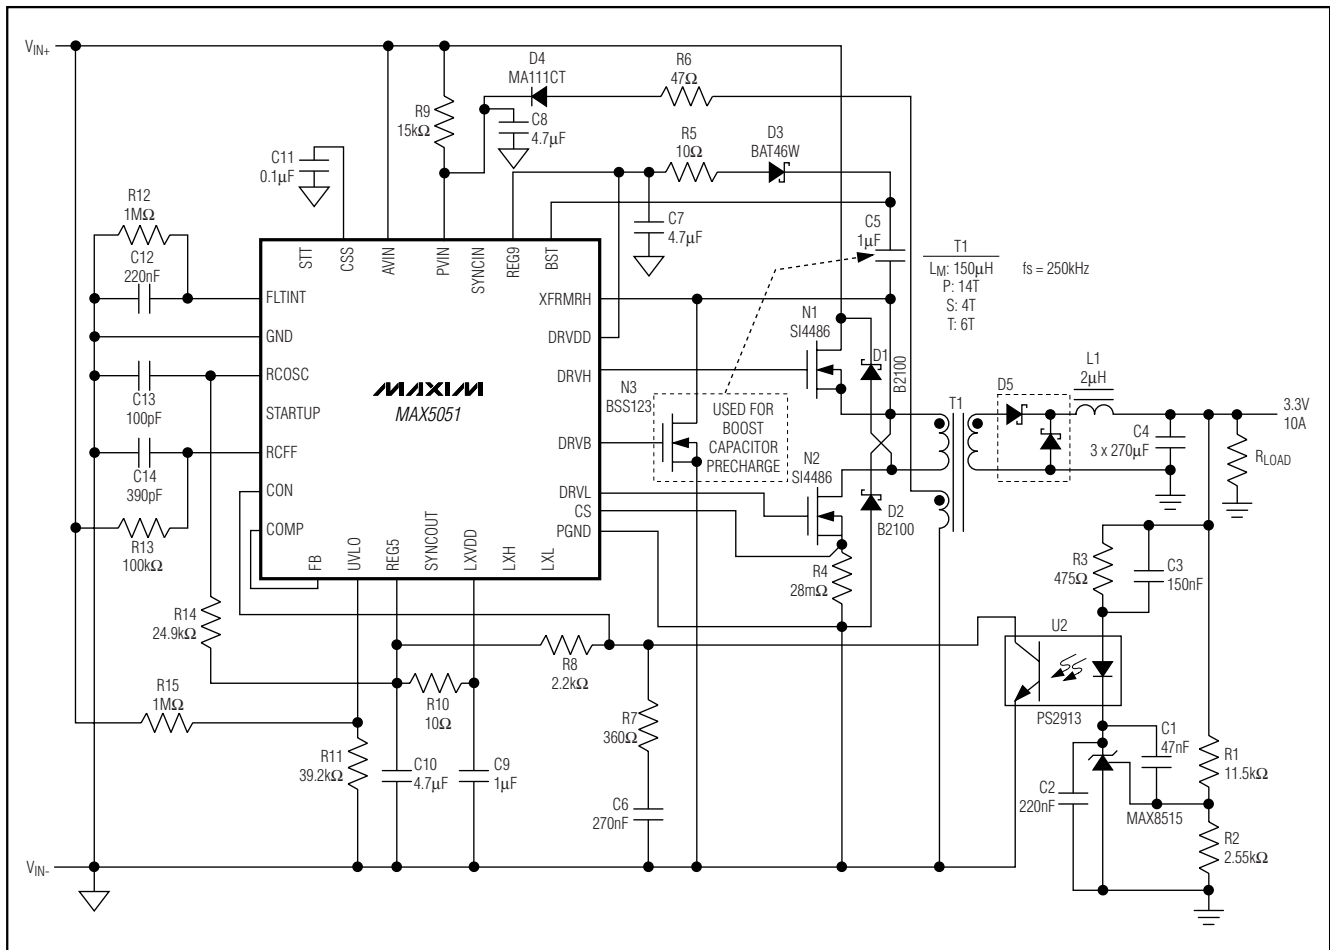 VIN+
D4
MA111CT
R6
47Ω
R9
15kΩ
C8
4.7µF
R5
10Ω
D3
BAT46W
C11
0.1µF
R12
1MΩ
C12
220nF
C7
4.7µF
C5
1µF
T1
LM: 150µH
P: 14T
S: 4T
T: 6T
fs = 250kHz
STT
CSS
AVIN
PVIN
SYNCIN
REG9
BST
FLTINT
GND
RCOSC
STARTUP
RCFF
CON
COMP
XFRMRH
DRVDD
DRVH
DRVB
DRVL
CS
PGND
FB
UVLO
REG5
SYNCOUT
LXVDD
LXH
LXL
MAXIM
MAX5051
C13
100pF
C14
390pF
R13
100kΩ
N1
SI4486
D1
B2100
N3
BSS123
USED FOR
BOOST
CAPACITOR
PRECHARGE
N2
SI4486
D2
B2100
T1
D5
L1
2µH
C4
3 x 270µF
3.3V
10A
RLOAD
R4
28mΩ
R3
475Ω
C3
150nF
R14
24.9kΩ
R15
1MΩ
R8
2.2kΩ
R10
10Ω
R7
360Ω
U2
PS2913
R11
39.2kΩ
C10
4.7µF
C9
1µF
C6
270nF
C1
47nF
C2
220nF
MAX8515
R1
11.5kΩ
R2
2.55kΩ
VIN-